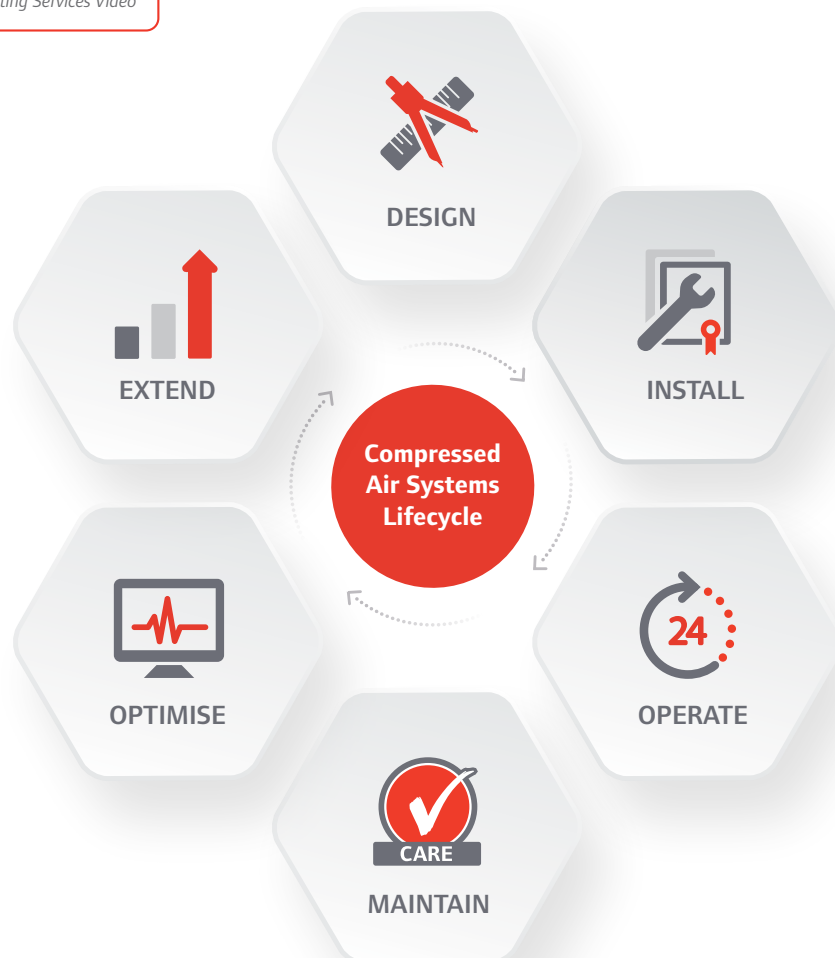 ting Services Video
DESIGN
EXTEND
INSTALL
Compressed
Air Systems
Lifecycle
24
OPTIMISE
OPERATE
CARE
MAINTAIN